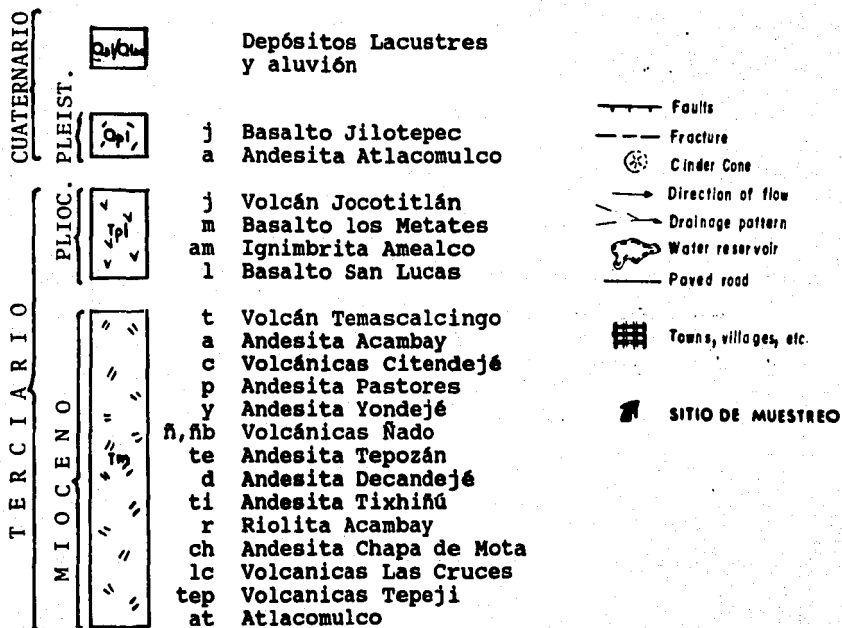 CUATERNARIO
Depósitos Lacustres
y aluvión
PLEIST.
Qpl
j Basalto Jilotepec
a Andesita Atlacomulco
TERCIARIO
PLIOC.
Tpl
j Volcán Jocotitlán
m Basalto los Metates
am Ignimbrita Amealco
l Basalto San Lucas
MIOCENO
Tm
t Volcán Temascalcingo
a Andesita Acambay
c Volcánicas Citendejé
p Andesita Pastores
y Andesita Yondejé
ñ,ñb Volcánicas Ñado
te Andesita Tepozán
d Andesita Decandejé
ti Andesita Tixhiñú
r Riolita Acambay
ch Andesita Chapa de Mota
lc Volcanicas Las Cruces
tep Volcanicas Tepeji
at Atlacomulco
Faults
Fracture
Cinder Cone
Direction of flow
Drainage pattern
Water reservoir
Paved road
Towns, villages, etc.
SITIO DE MUESTREO